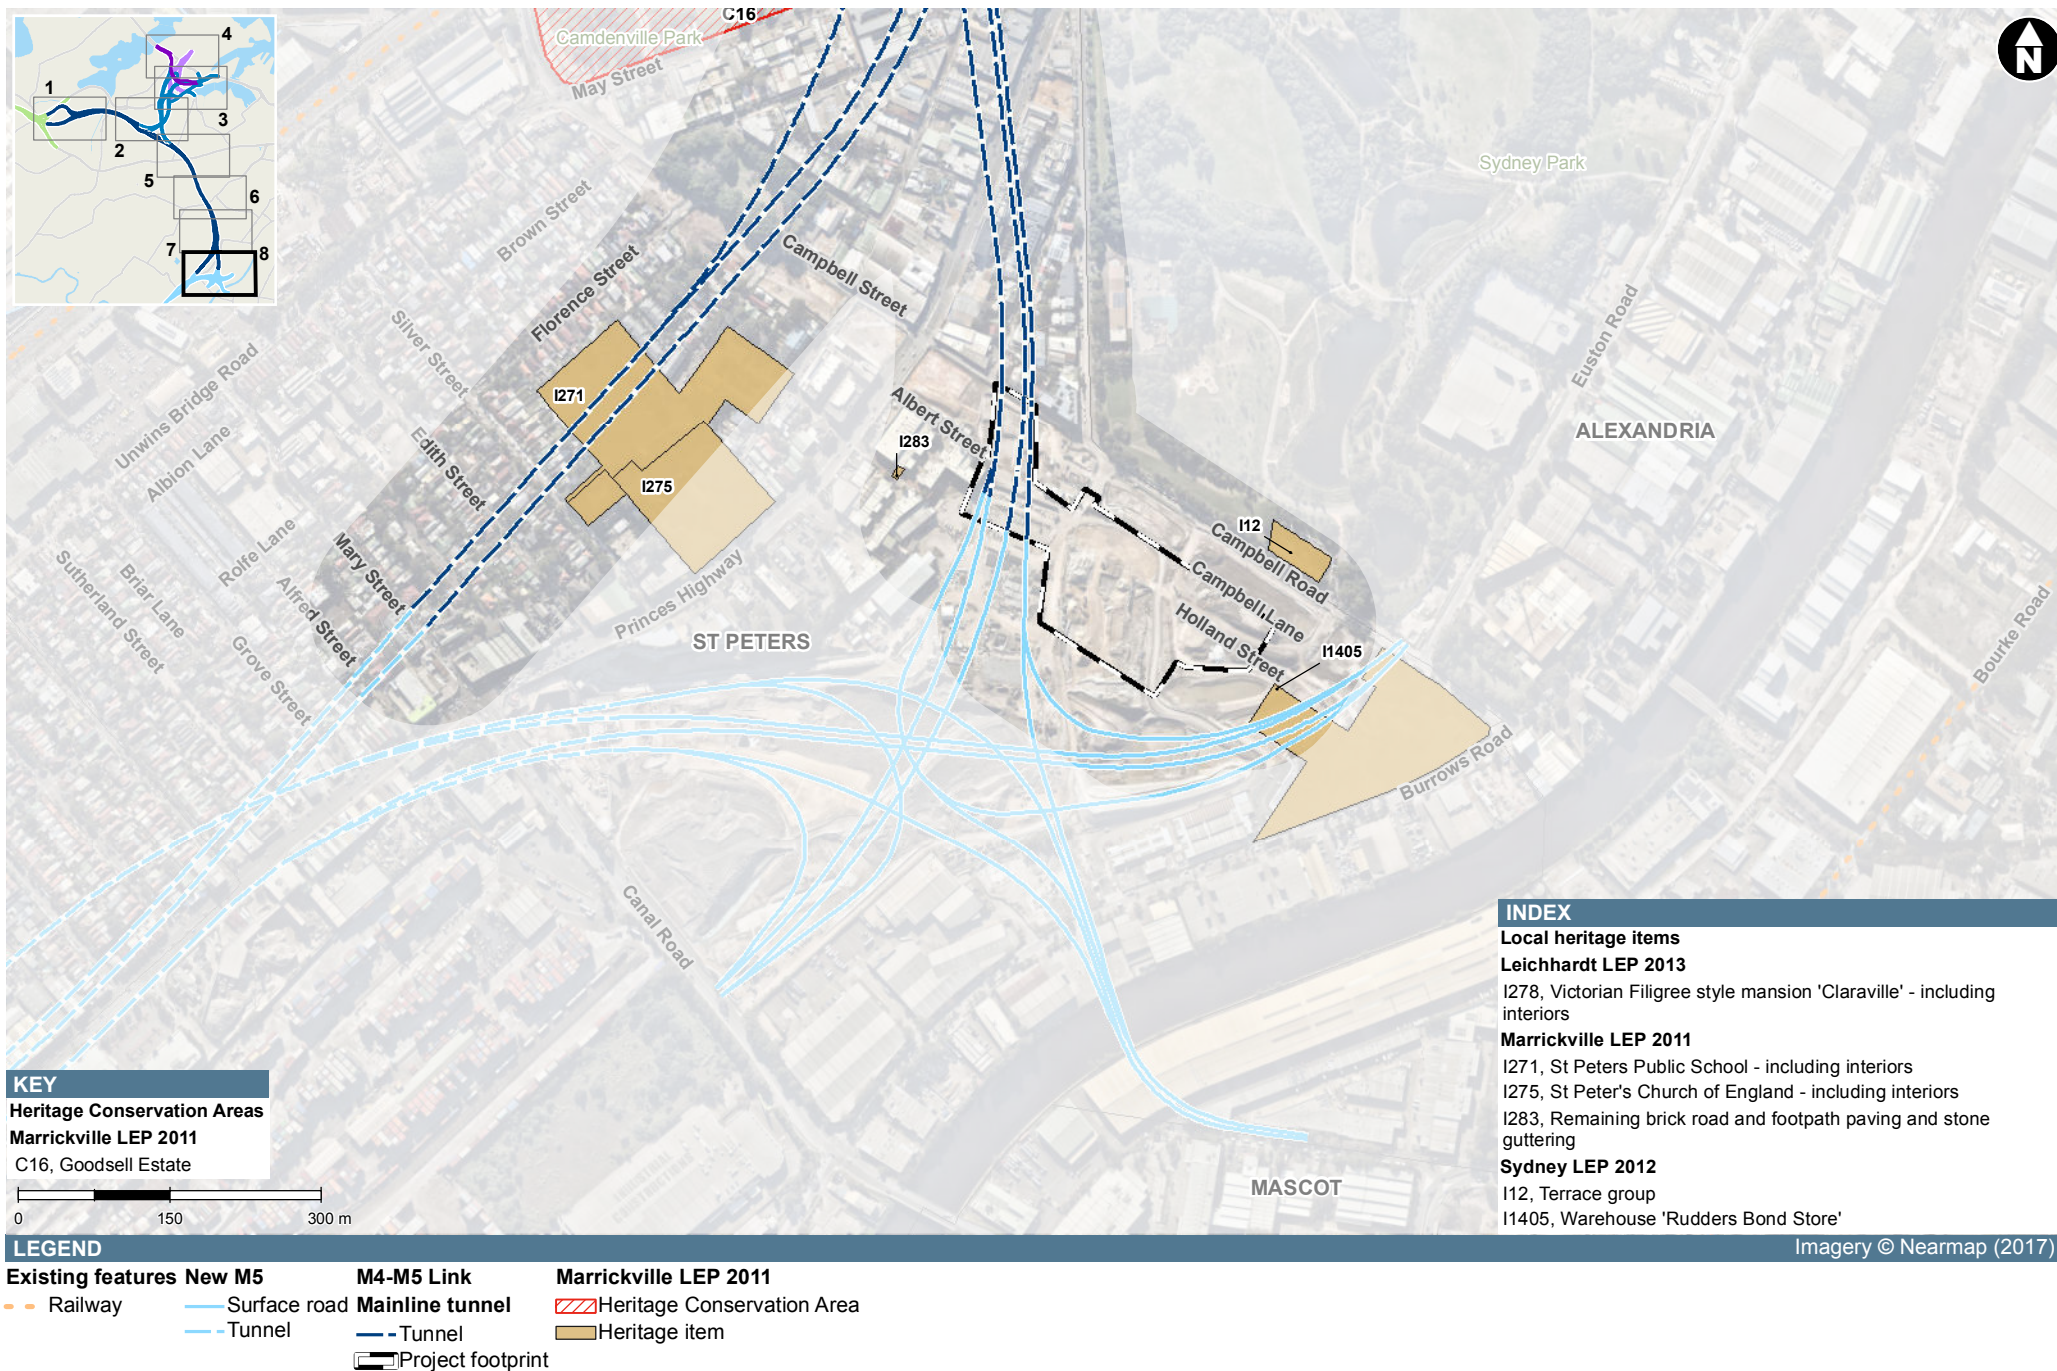 4
1
3
2
5
6
7
8
C16
Camdenville Park
May Street
N
Sydney Park
Brown Street
Campbell Street
Florence Street
Silver Street
Euston Road
Unwins Bridge Road
I271
Albert Street
I283
ALEXANDRIA
Albion Lane
Edith Street
I275
I12
Campbell Road
Rolfe Lane
Mary Street
Campbell Lane
Sutherland Street
Briar Lane
Alfred Street
Princes Highway
Holland Street
Bourke Road
ST PETERS
Grove Street
I1405
Burrows Road
Canal Road
MASCOT
INDEX
Local heritage items
Leichhardt LEP 2013
I278, Victorian Filigree style mansion 'Claraville' - including
interiors
Marrickville LEP 2011
I271, St Peters Public School - including interiors
I275, St Peter's Church of England - including interiors
I283, Remaining brick road and footpath paving and stone
guttering
Sydney LEP 2012
I12, Terrace group
I1405, Warehouse 'Rudders Bond Store'
KEY
Heritage Conservation Areas
Marrickville LEP 2011
C16, Goodsell Estate
0 150 300 m
LEGEND
Imagery © Nearmap (2017)
Existing features
Railway
New M5
Surface road
Tunnel
M4-M5 Link
Mainline tunnel
Tunnel
Project footprint
Marrickville LEP 2011
Heritage Conservation Area
Heritage item